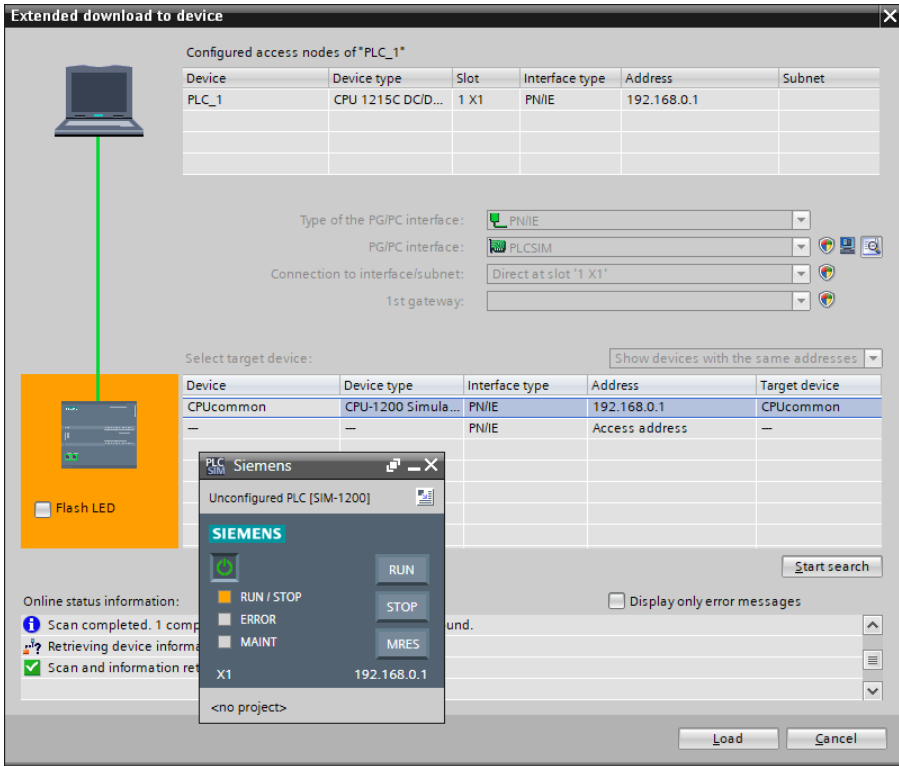 Extended download to device
Configured access nodes of "PLC_1"
Device Device type Slot Interface type Address Subnet
PLC_1 CPU 1215C DC/D... 1 X1 PN/IE 192.168.0.1
Type of the PG/PC interface: PN/IE
PG/PC interface: PLCSIM
Connection to interface/subnet: Direct at slot '1 X1'
1st gateway:
Select target device: Show devices with the same addresses
Device Device type Interface type Address Target device
CPUcommon CPU-1200 Simula... PN/IE 192.168.0.1 CPUcommon
— — PN/IE Access address —
Flash LED
PLC SIM Siemens
Unconfigured PLC [SIM-1200]
SIEMENS
RUN
RUN / STOP
STOP
ERROR
MAINT
MRES
X1 192.168.0.1
<no project>
Start search
Online status information: Display only error messages
Scan completed. 1 comp und.
Retrieving device informa
Scan and information ret
Load Cancel